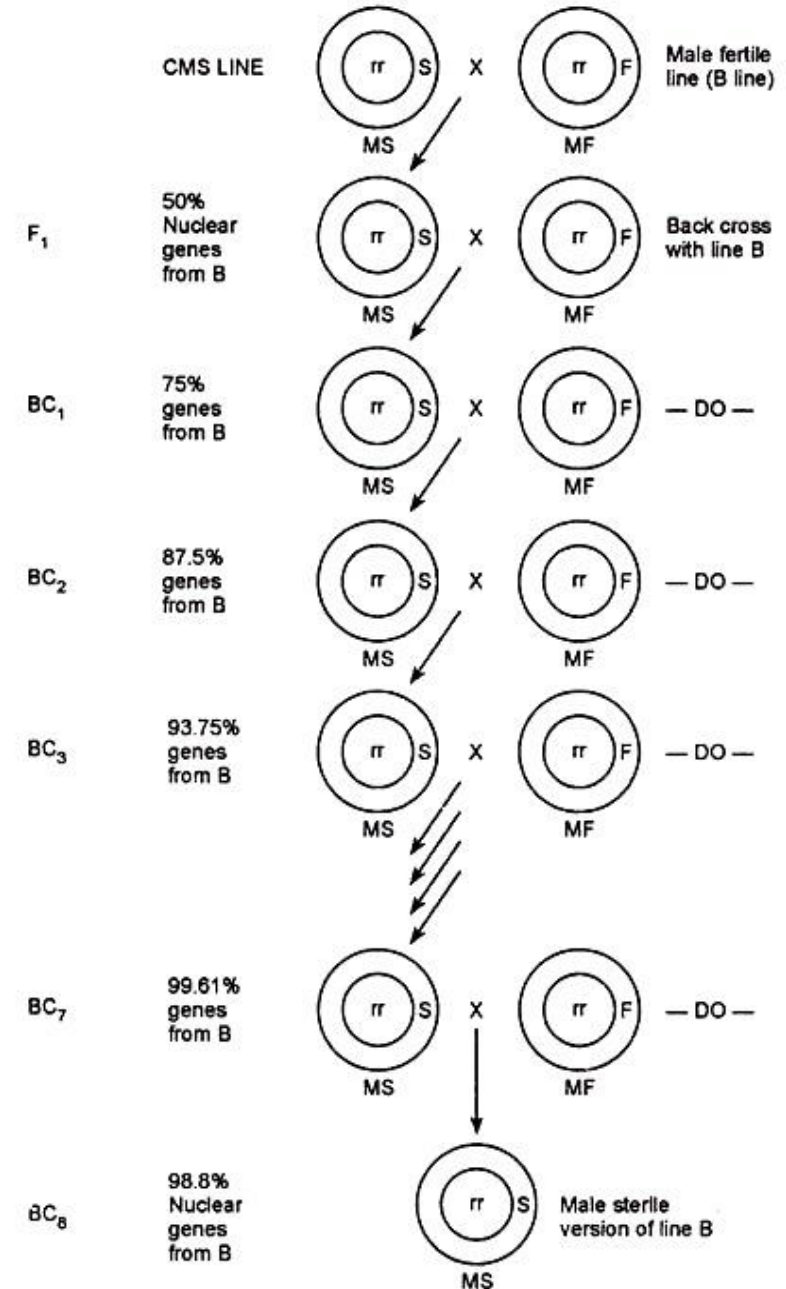 CMS LINE
rr S X rr F
Male fertile
line (B line)
MS MF
F1
50%
Nuclear
genes
from B
rr S X rr F
Back cross
with line B
MS MF
BC1
75%
genes
from B
rr S X rr F
— DO —
MS MF
BC2
87.5%
genes
from B
rr S X rr F
— DO —
MS MF
BC3
93.75%
genes
from B
rr S X rr F
— DO —
MS MF
BC7
99.61%
genes
from B
rr S X rr F
— DO —
MS MF
BC8
98.8%
Nuclear
genes
from B
rr S
Male sterile
version of line B
MS